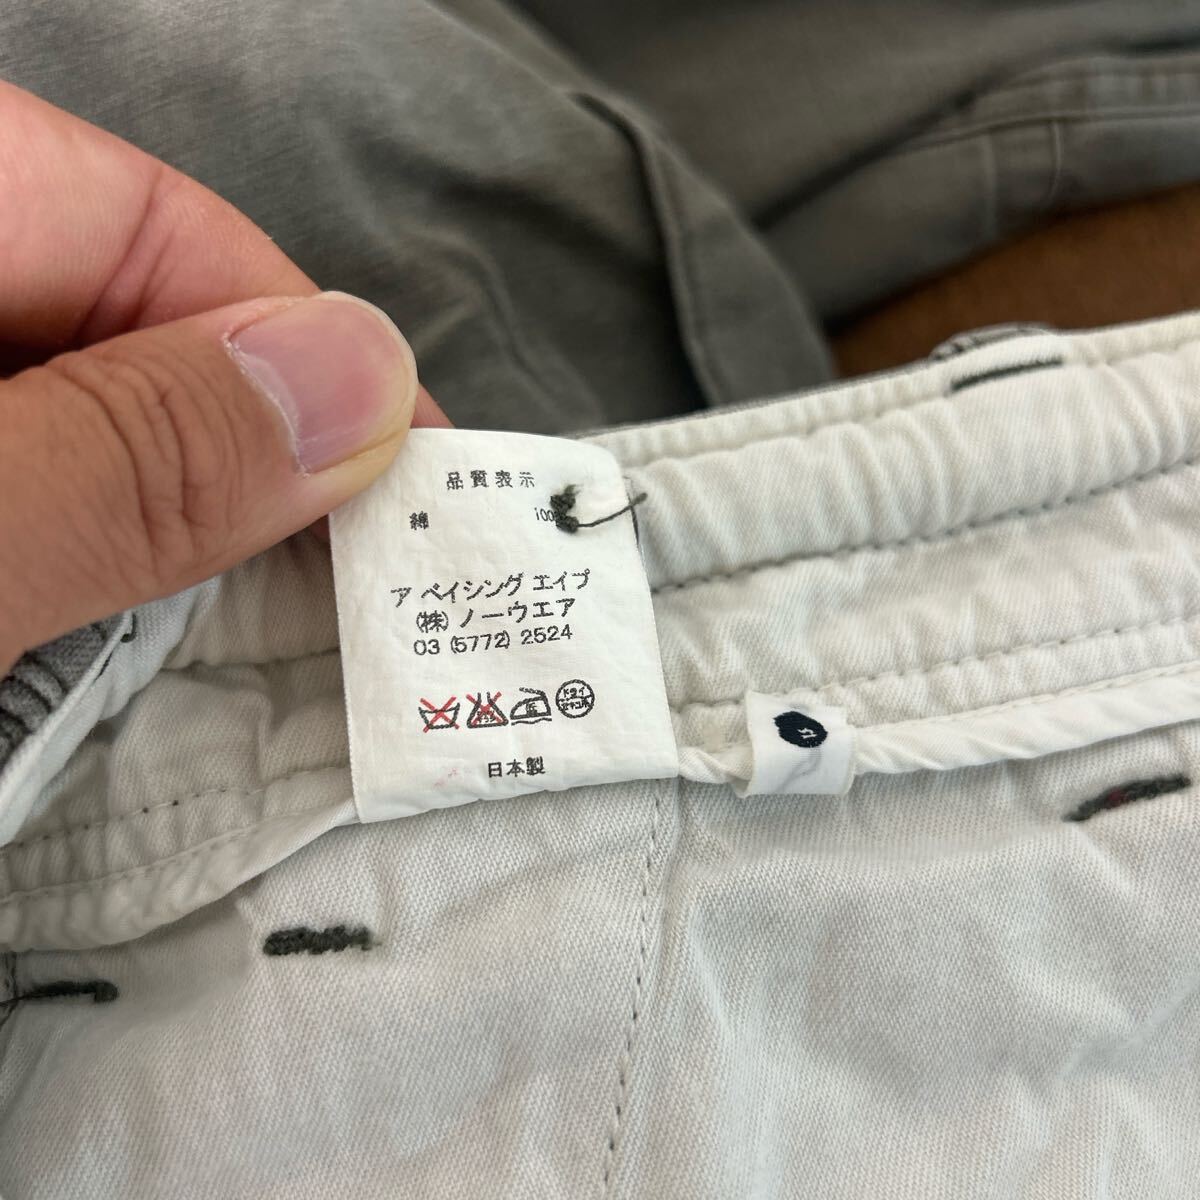 品質表示
綿 100
ア ベイシング エイプ
(株) ノーウエア
03 (5772) 2524
ドライ
日本製